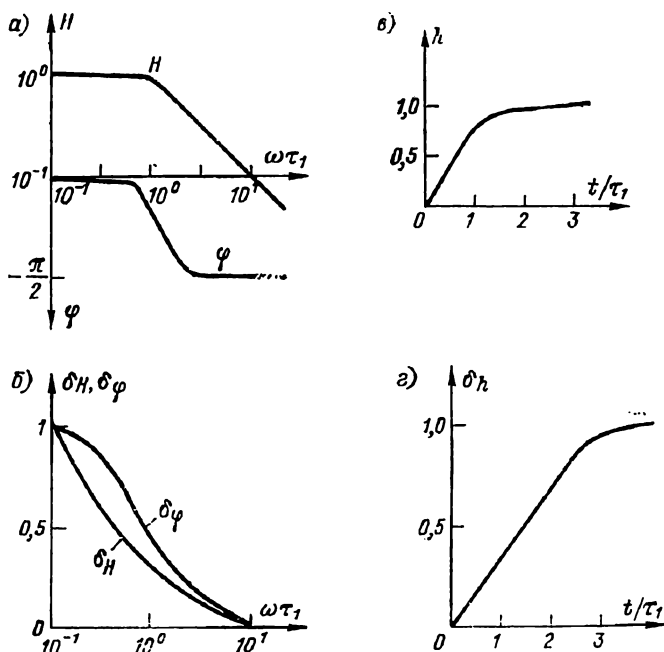 а) H
10⁰
H
ωτ₁
10⁻¹
10⁻¹ 10⁰ 10¹
φ
-π/2
φ
в) h
1,0
0,5
0 1 2 3
t/τ₁
б) δH, δφ
1
0,5
δφ
δH
0
10⁻¹ 10⁰ 10¹
ωτ₁
г) δh
1,0
0,5
0 1 2 3
t/τ₁